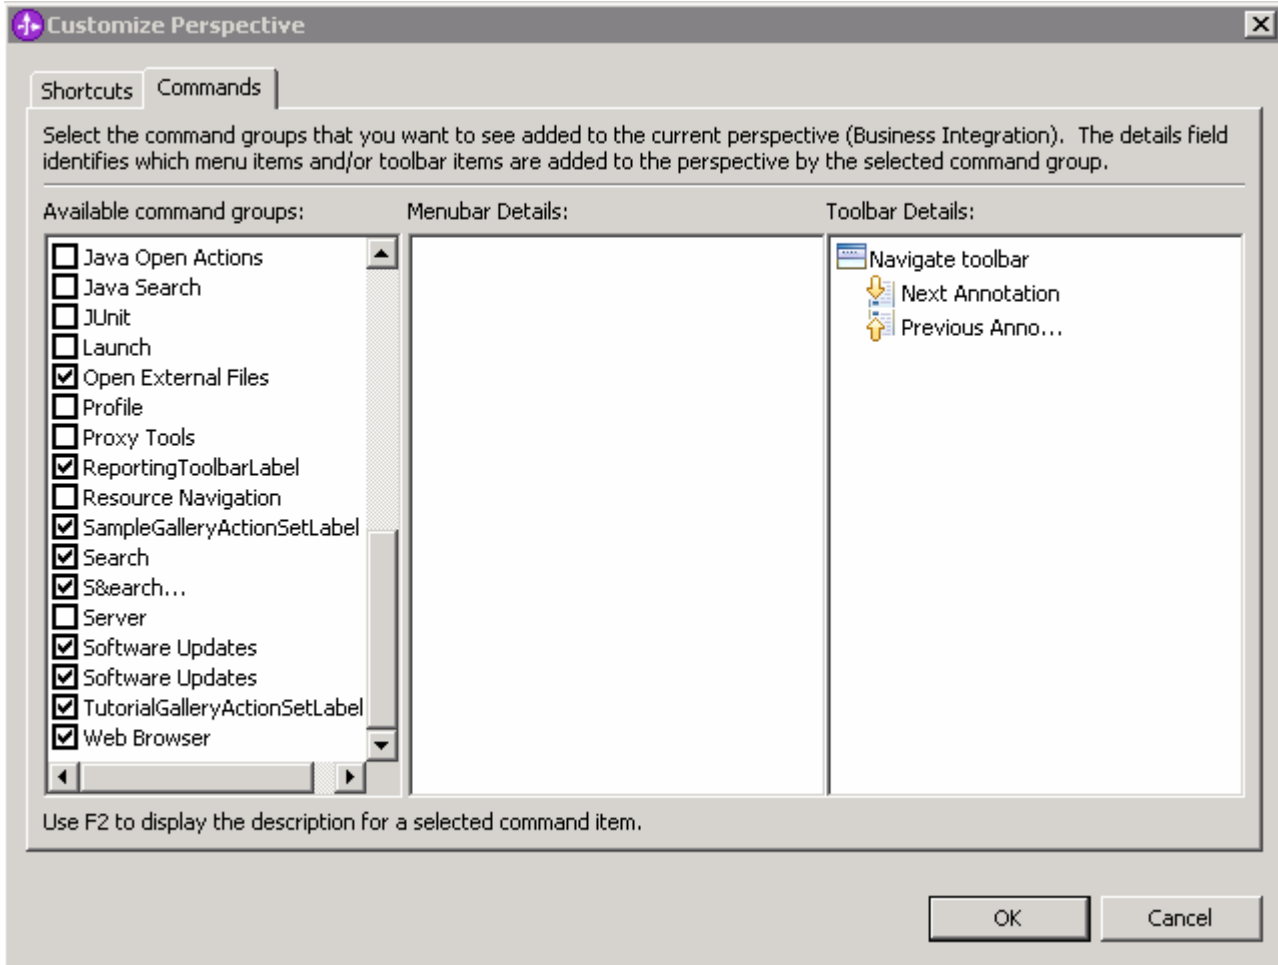 Customize Perspective
Shortcuts
Commands
Select the command groups that you want to see added to the current perspective (Business Integration). The details field
identifies which menu items and/or toolbar items are added to the perspective by the selected command group.
Available command groups:
Menubar Details:
Toolbar Details:
Java Open Actions
Java Search
JUnit
Launch
Open External Files
Profile
Proxy Tools
ReportingToolbarLabel
Resource Navigation
SampleGalleryActionSetLabel
Search
S&earch...
Server
Software Updates
Software Updates
TutorialGalleryActionSetLabel
Web Browser
Navigate toolbar
Next Annotation
Previous Anno...
Use F2 to display the description for a selected command item.
OK
Cancel